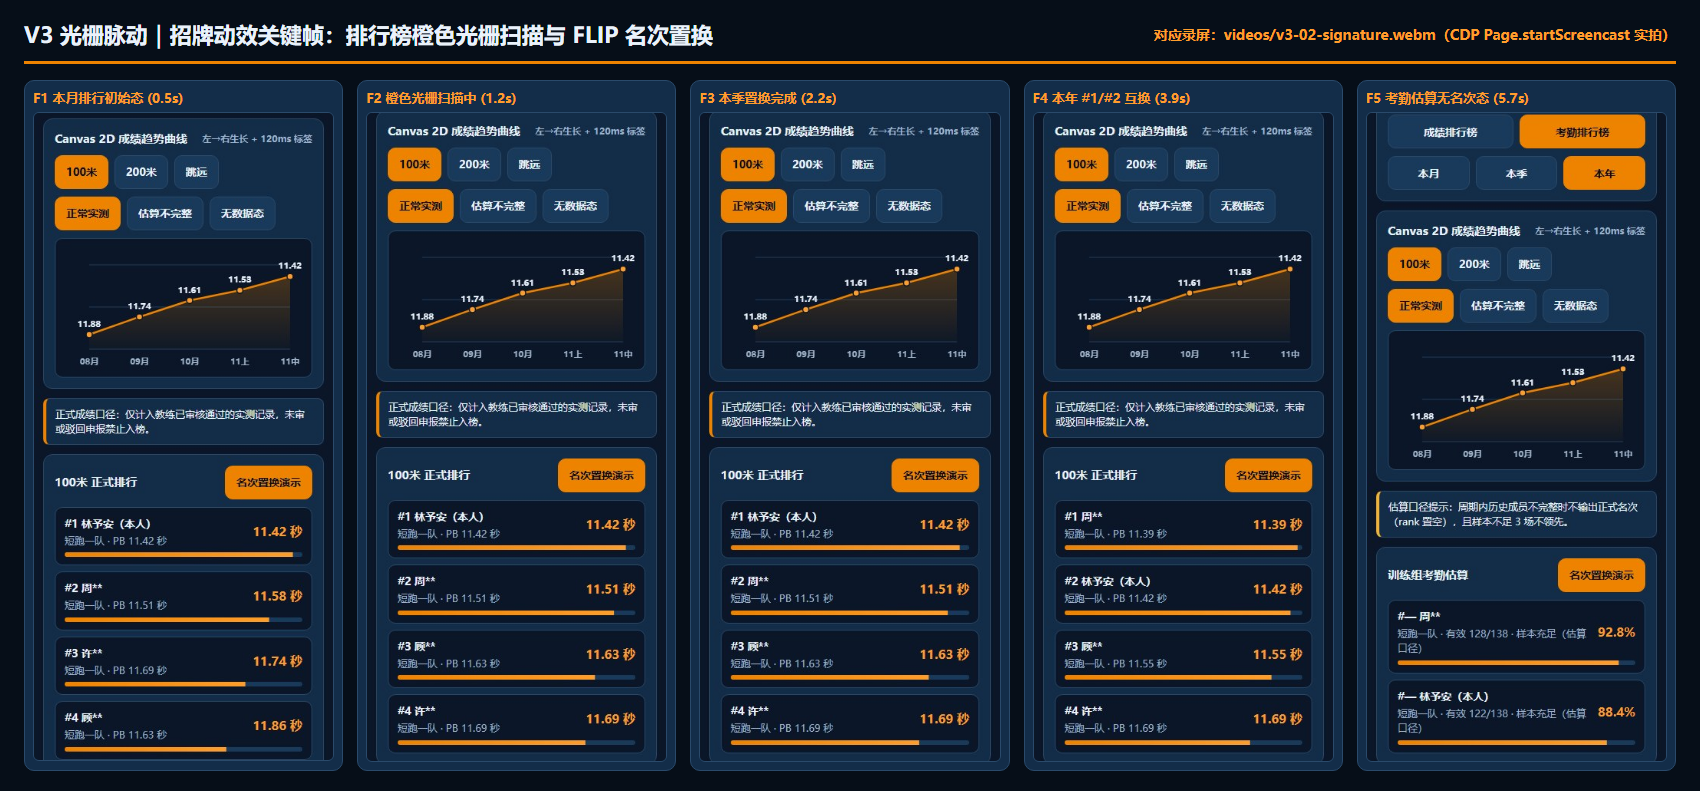 V3 光栅脉动｜招牌动效关键帧：排行榜橙色光栅扫描与 FLIP 名次置换
对应录屏：videos/v3-02-signature.webm（CDP Page.startScreencast 实拍）
F1 本月排行初始态 (0.5s)
Canvas 2D 成绩趋势曲线
左→右生长 + 120ms 标签
100米
200米
跳远
正常实测
估算不完整
无数据态
11.88
11.74
11.61
11.53
11.42
08月
09月
10月
11上
11中
正式成绩口径：仅计入教练已审核通过的实测记录，未审
或驳回申报禁止入榜。
100米 正式排行
名次置换演示
#1 林予安（本人）
短跑一队 · PB 11.42 秒
11.42 秒
#2 周**
短跑一队 · PB 11.51 秒
11.58 秒
#3 许**
短跑一队 · PB 11.69 秒
11.74 秒
#4 顾**
短跑一队 · PB 11.63 秒
11.86 秒
F2 橙色光栅扫描中 (1.2s)
Canvas 2D 成绩趋势曲线
左→右生长 + 120ms 标签
100米
200米
跳远
正常实测
估算不完整
无数据态
11.88
11.74
11.61
11.53
11.42
08月
09月
10月
11上
11中
正式成绩口径：仅计入教练已审核通过的实测记录，未审
或驳回申报禁止入榜。
100米 正式排行
名次置换演示
#1 林予安（本人）
短跑一队 · PB 11.42 秒
11.42 秒
#2 周**
短跑一队 · PB 11.51 秒
11.51 秒
#3 顾**
短跑一队 · PB 11.63 秒
11.63 秒
#4 许**
短跑一队 · PB 11.69 秒
11.69 秒
F3 本季置换完成 (2.2s)
Canvas 2D 成绩趋势曲线
左→右生长 + 120ms 标签
100米
200米
跳远
正常实测
估算不完整
无数据态
11.88
11.74
11.61
11.53
11.42
08月
09月
10月
11上
11中
正式成绩口径：仅计入教练已审核通过的实测记录，未审
或驳回申报禁止入榜。
100米 正式排行
名次置换演示
#1 林予安（本人）
短跑一队 · PB 11.42 秒
11.42 秒
#2 周**
短跑一队 · PB 11.51 秒
11.51 秒
#3 顾**
短跑一队 · PB 11.63 秒
11.63 秒
#4 许**
短跑一队 · PB 11.69 秒
11.69 秒
F4 本年 #1/#2 互换 (3.9s)
Canvas 2D 成绩趋势曲线
左→右生长 + 120ms 标签
100米
200米
跳远
正常实测
估算不完整
无数据态
11.88
11.74
11.61
11.53
11.42
08月
09月
10月
11上
11中
正式成绩口径：仅计入教练已审核通过的实测记录，未审
或驳回申报禁止入榜。
100米 正式排行
名次置换演示
#1 周**
短跑一队 · PB 11.39 秒
11.39 秒
#2 林予安（本人）
短跑一队 · PB 11.42 秒
11.42 秒
#3 顾**
短跑一队 · PB 11.55 秒
11.55 秒
#4 许**
短跑一队 · PB 11.69 秒
11.69 秒
F5 考勤估算无名次态 (5.7s)
成绩排行榜
考勤排行榜
本月
本季
本年
Canvas 2D 成绩趋势曲线
左→右生长 + 120ms 标签
100米
200米
跳远
正常实测
估算不完整
无数据态
11.88
11.74
11.61
11.53
11.42
08月
09月
10月
11上
11中
估算口径提示：周期内历史成员不完整时不输出正式名次
（rank 置空），且样本不足 3 场不领先。
训练组考勤估算
名次置换演示
#— 周**
短跑一队 · 有效 128/138 · 样本充足（估算
口径）
92.8%
#— 林予安（本人）
短跑一队 · 有效 122/138 · 样本充足（估算
口径）
88.4%